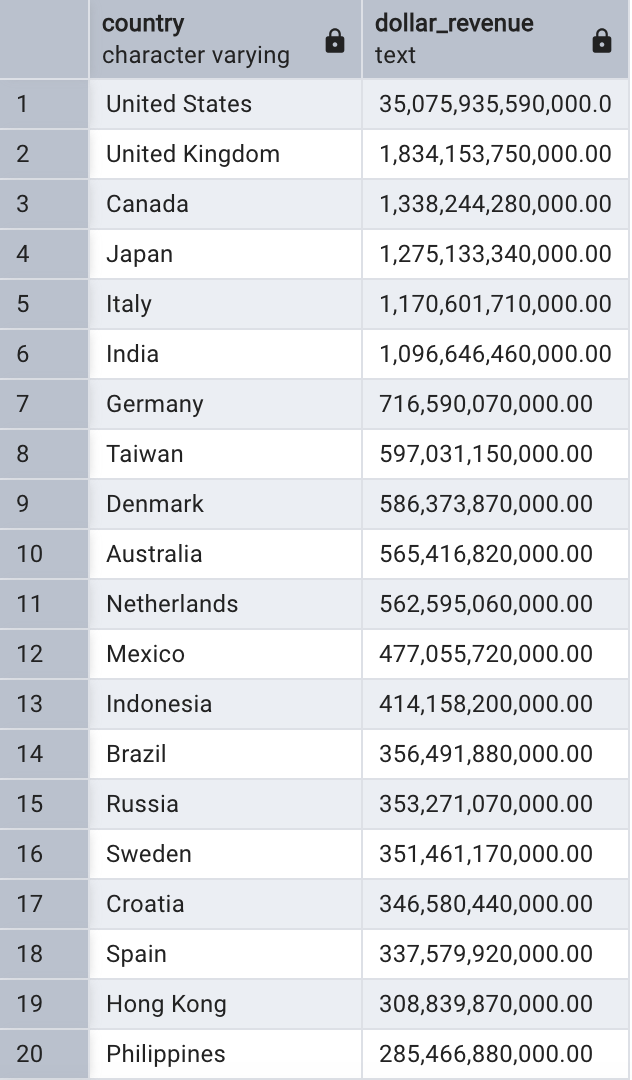 country dollar_revenue
character varying text
1 United States 35,075,935,590,000.0
2 United Kingdom 1,834,153,750,000.00
3 Canada 1,338,244,280,000.00
4 Japan 1,275,133,340,000.00
5 Italy 1,170,601,710,000.00
6 India 1,096,646,460,000.00
7 Germany 716,590,070,000.00
8 Taiwan 597,031,150,000.00
9 Denmark 586,373,870,000.00
10 Australia 565,416,820,000.00
11 Netherlands 562,595,060,000.00
12 Mexico 477,055,720,000.00
13 Indonesia 414,158,200,000.00
14 Brazil 356,491,880,000.00
15 Russia 353,271,070,000.00
16 Sweden 351,461,170,000.00
17 Croatia 346,580,440,000.00
18 Spain 337,579,920,000.00
19 Hong Kong 308,839,870,000.00
20 Philippines 285,466,880,000.00